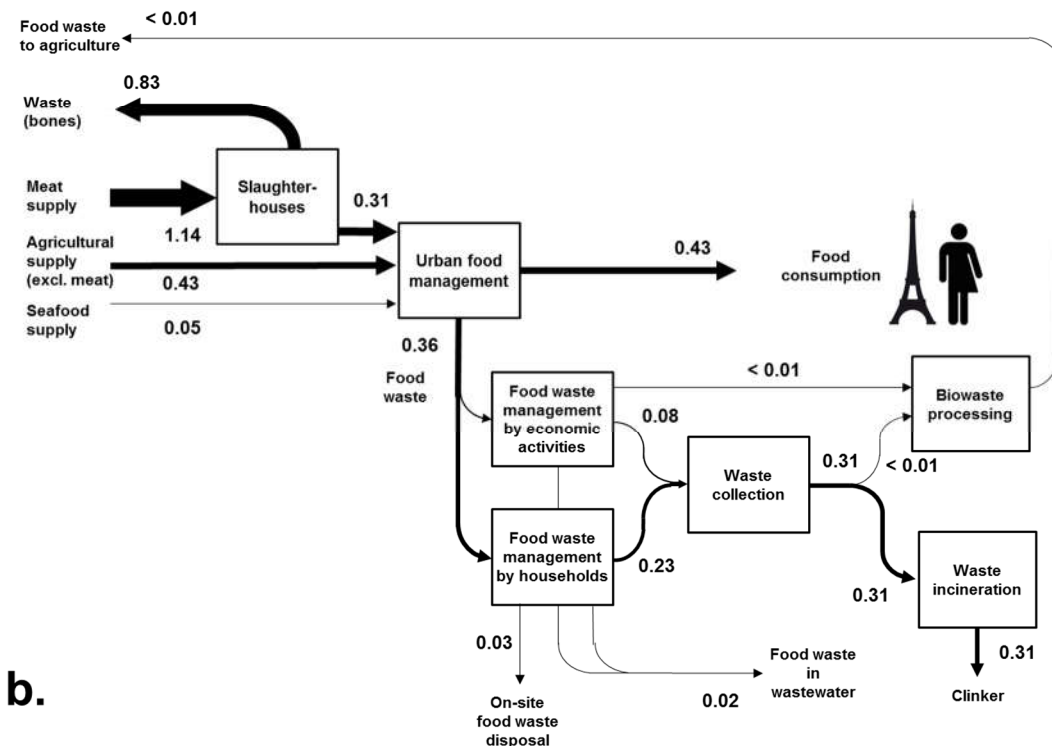 Food waste
to agriculture
< 0.01
0.83
Waste
(bones)
Meat
supply
Slaughter-
houses
0.31
1.14
Agricultural
supply
(excl. meat)
0.43
Urban food
management
0.43
Food
consumption
Seafood
supply
0.05
0.36
Food
waste
Food waste
management
by economic
activities
< 0.01
Biowaste
processing
0.08
Waste
collection
0.31
< 0.01
Food waste
management
by households
0.23
Waste
incineration
0.31
0.03
On-site
food waste
disposal
0.02
Food waste
in
wastewater
0.31
Clinker
b.